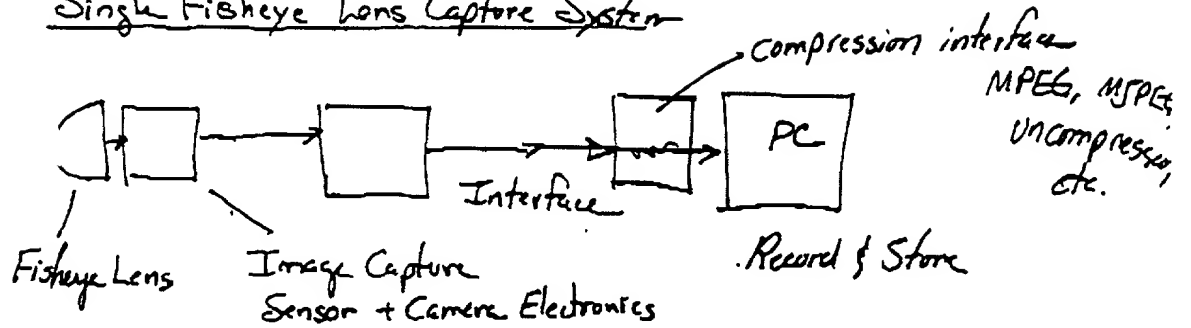 Single Fisheye Lens Capture System
compression interface
MPEG, MJPEG,
uncompressed,
etc.
PC
Interface
Record & Store
Fisheye Lens
Image Capture
Sensor + Camera Electronics